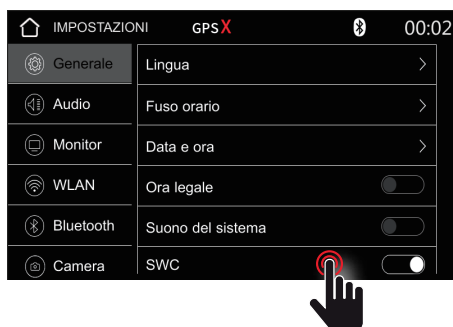 IMPOSTAZIONI GPSX 00:02
Generale
Audio
Monitor
WLAN
Bluetooth
Camera
Lingua
Fuso orario
Data e ora
Ora legale
Suono del sistema
SWC